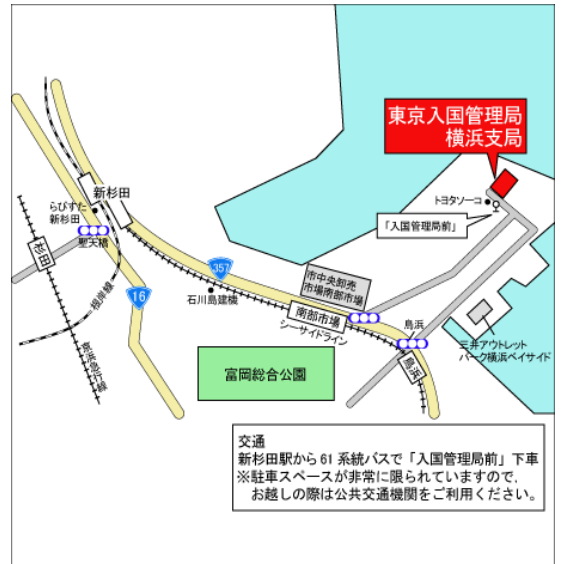 東京入国管理局
横浜支局
トヨタソーコ
「入国管理局前」
新杉田
らびすた
新杉田
聖天橋
杉田
根岸線
京浜急行線
16
357
石川島建機
市中央卸売
市場南部市場
南部市場
シーサイドライン
鳥浜
鳥浜
三井アウトレット
パーク横浜ベイサイド
富岡総合公園
交通
新杉田駅から61系統バスで「入国管理局前」下車
※駐車スペースが非常に限られていますので、
お越しの際は公共交通機関をご利用ください。